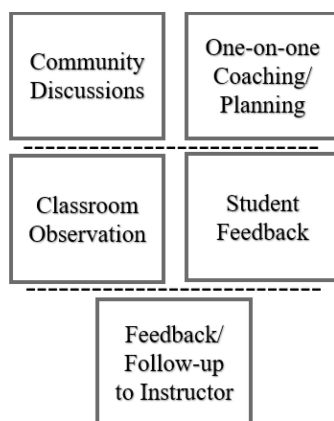 Community
Discussions
One-on-one
Coaching/
Planning
Classroom
Observation
Student
Feedback
Feedback/
Follow-up
to Instructor